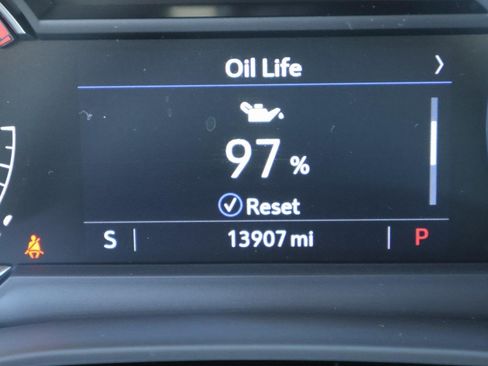 Oil Life
97 %
Reset
S 13907 mi P